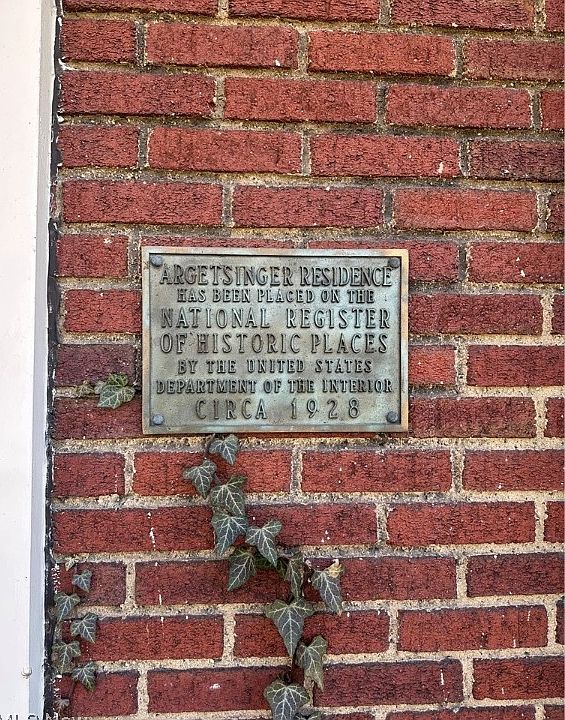 ARGETSINGER RESIDENCE
HAS BEEN PLACED ON THE
NATIONAL REGISTER
OF HISTORIC PLACES
BY THE UNITED STATES
DEPARTMENT OF THE INTERIOR
CIRCA 1928